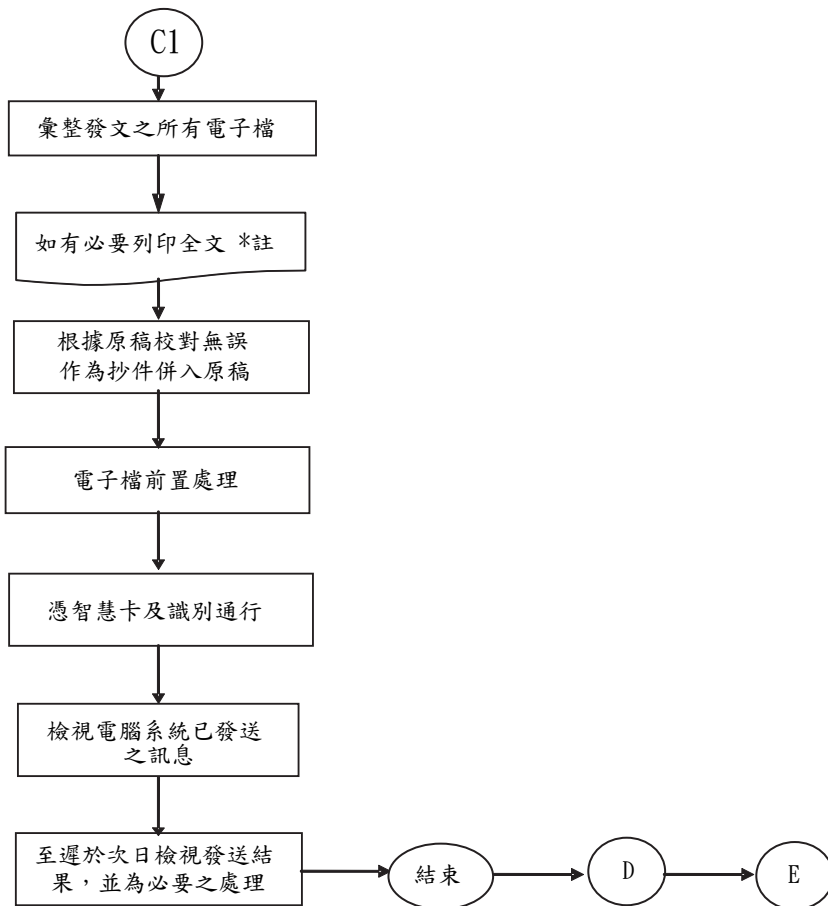 C1
彙整發文之所有電子檔
如有必要列印全文 *註
根據原稿校對無誤
作為抄件併入原稿
電子檔前置處理
憑智慧卡及識別通行
檢視電腦系統已發送
之訊息
至遲於次日檢視發送結
果，並為必要之處理
結束
D
E